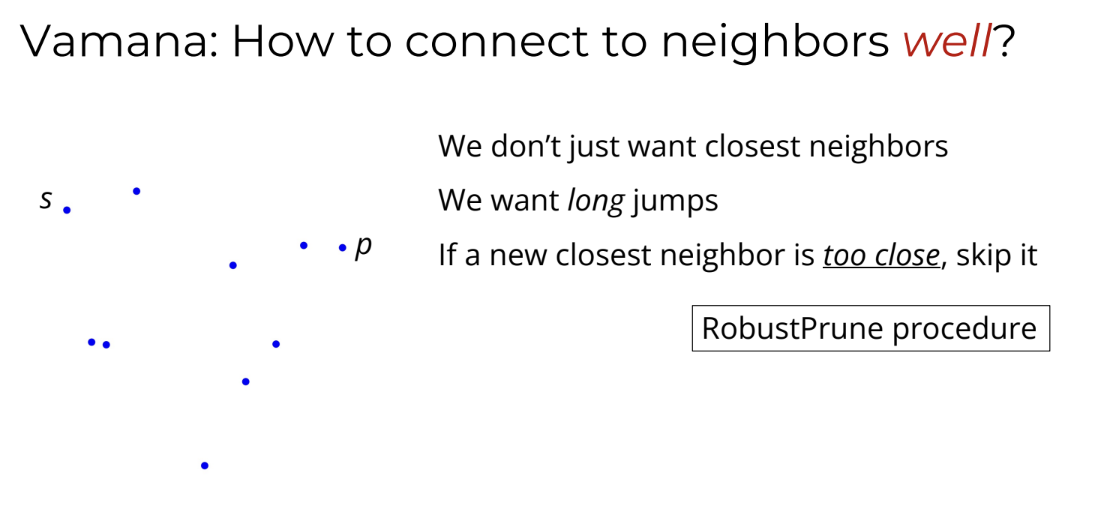 Vamana: How to connect to neighbors well?
We don’t just want closest neighbors
s
We want long jumps
p
If a new closest neighbor is too close, skip it
RobustPrune procedure